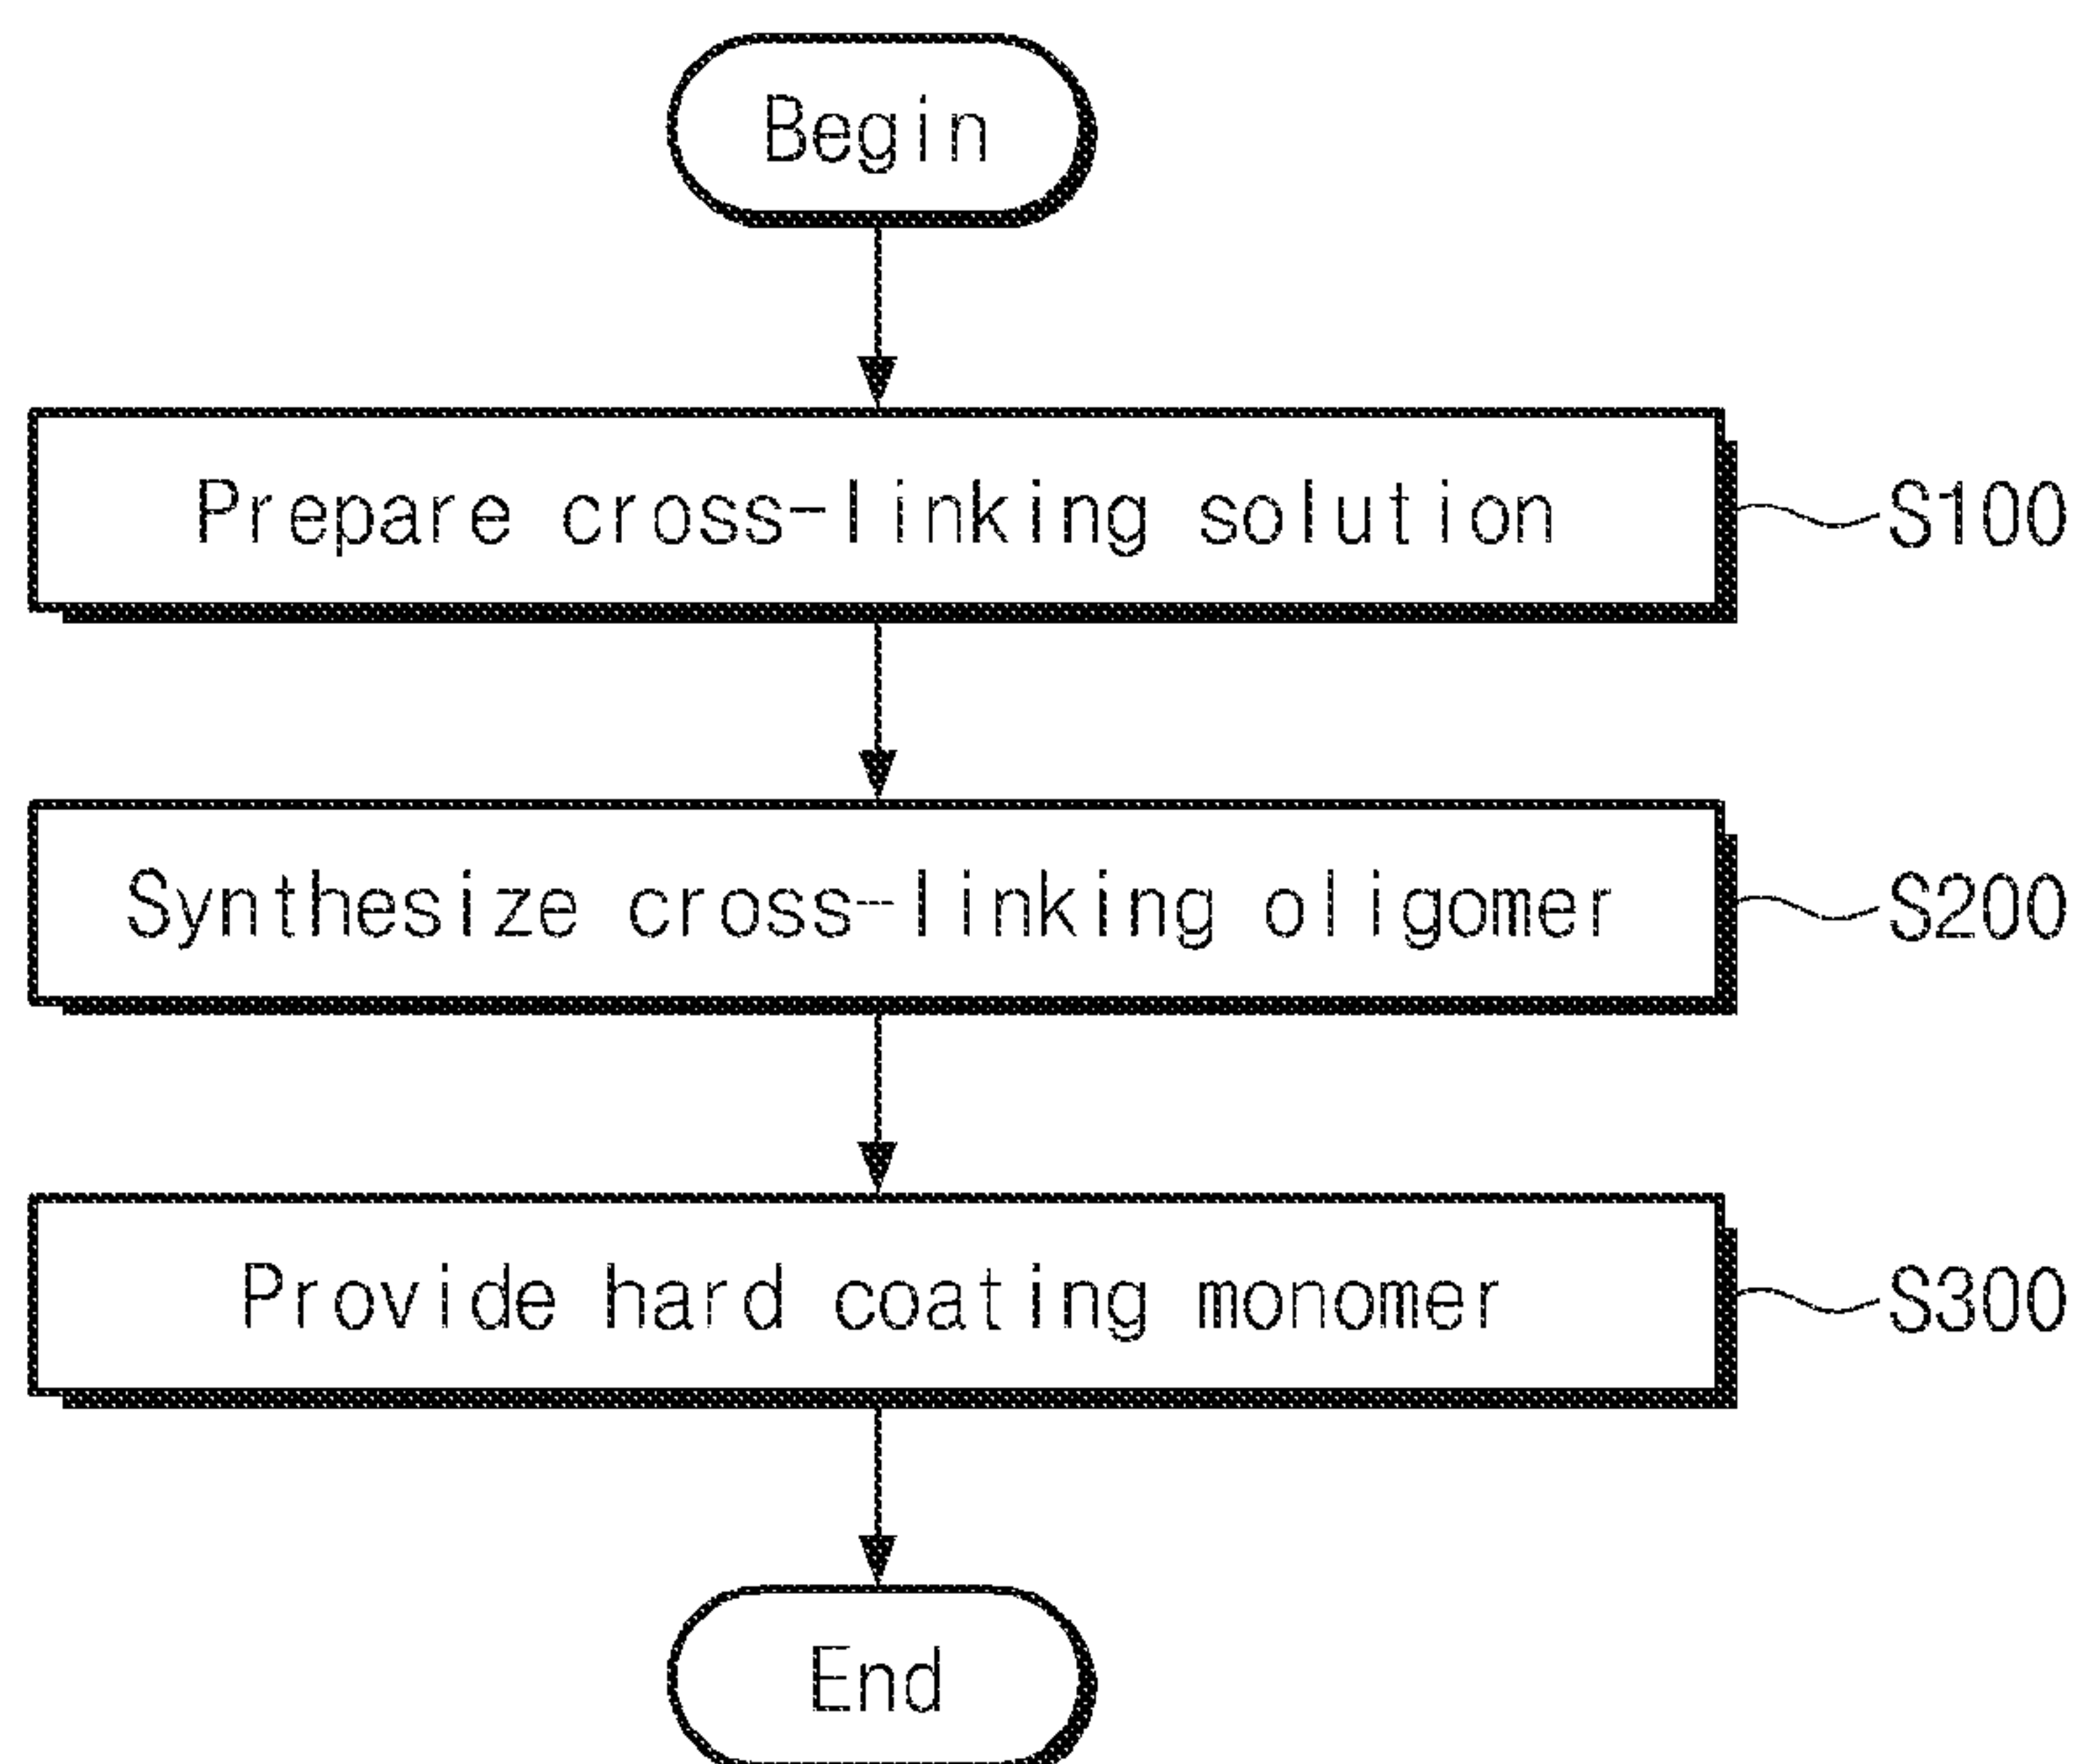 Begin
Prepare cross-linking solution
S100
Synthesize cross-linking oligomer
S200
Provide hard coating monomer
S300
End